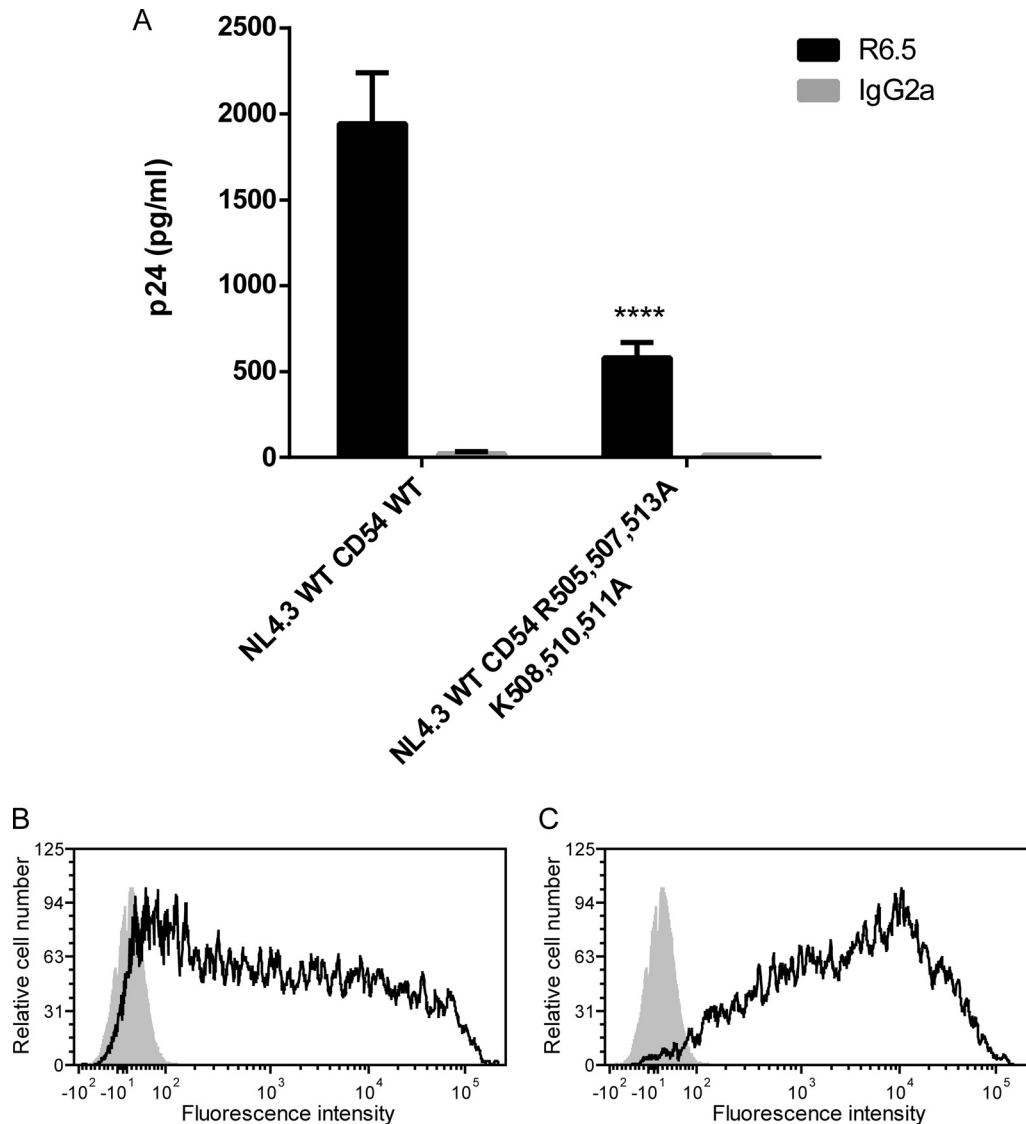 A
2500
2000
1500
1000
500
0
p24 (pg/ml)
R6.5
IgG2a
****
NL4.3 WT CD54 WT
NL4.3 WT CD54 R505,507,513A
K508,510,511A
B
125
94
63
31
0
Relative cell number
-10² -10¹ 10¹ 10² 10³ 10⁴ 10⁵
Fluorescence intensity
C
125
94
63
31
0
Relative cell number
-10² -10¹ 10¹ 10² 10³ 10⁴ 10⁵
Fluorescence intensity